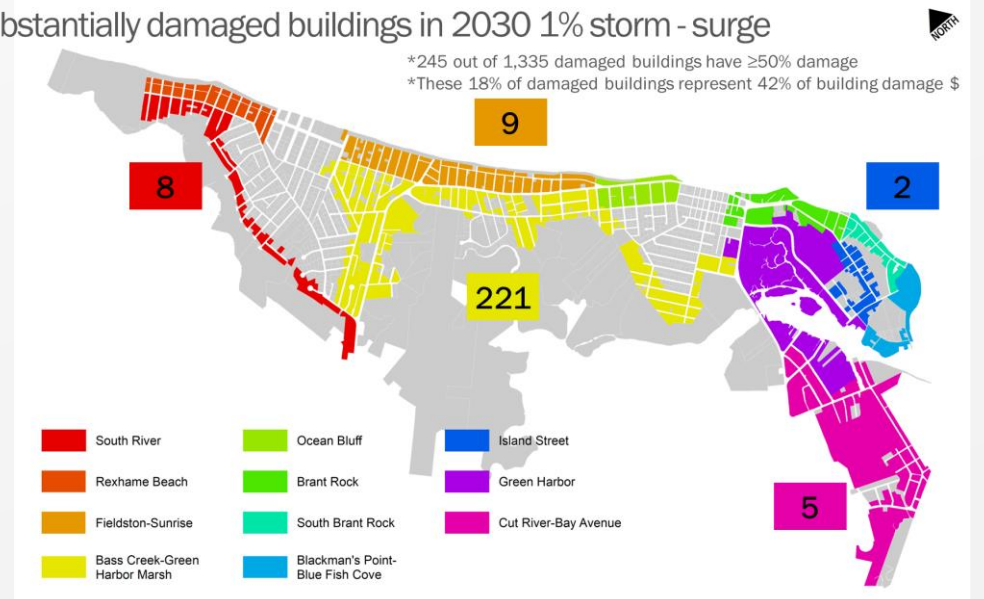 bstantially damaged buildings in 2030 1% storm - surge
NORTH
*245 out of 1,335 damaged buildings have ≥50% damage
*These 18% of damaged buildings represent 42% of building damage $
9
8
2
221
5
South River
Rexhame Beach
Fieldston-Sunrise
Bass Creek-Green
Harbor Marsh
Ocean Bluff
Brant Rock
South Brant Rock
Blackman's Point-
Blue Fish Cove
Island Street
Green Harbor
Cut River-Bay Avenue